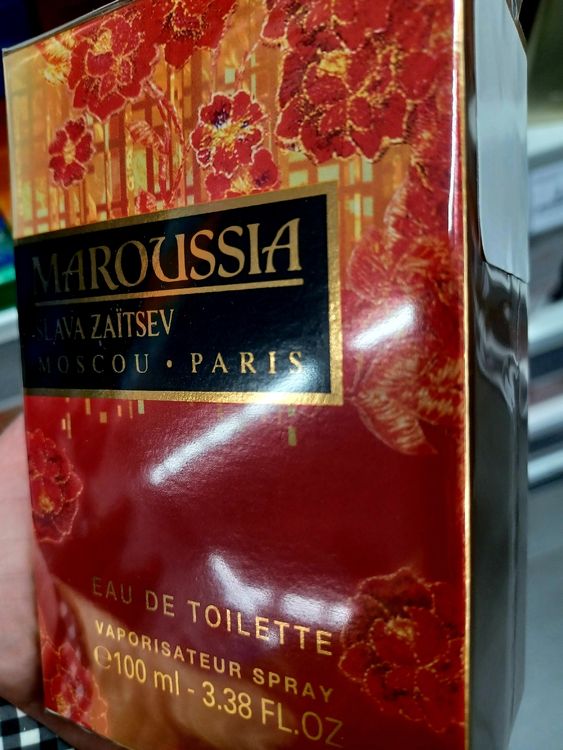 MAROUSSIA
SLAVA ZAÏTSEV
MOSCOU • PARIS
EAU DE TOILETTE
VAPORISATEUR SPRAY
℮100 ml - 3.38 FL.OZ